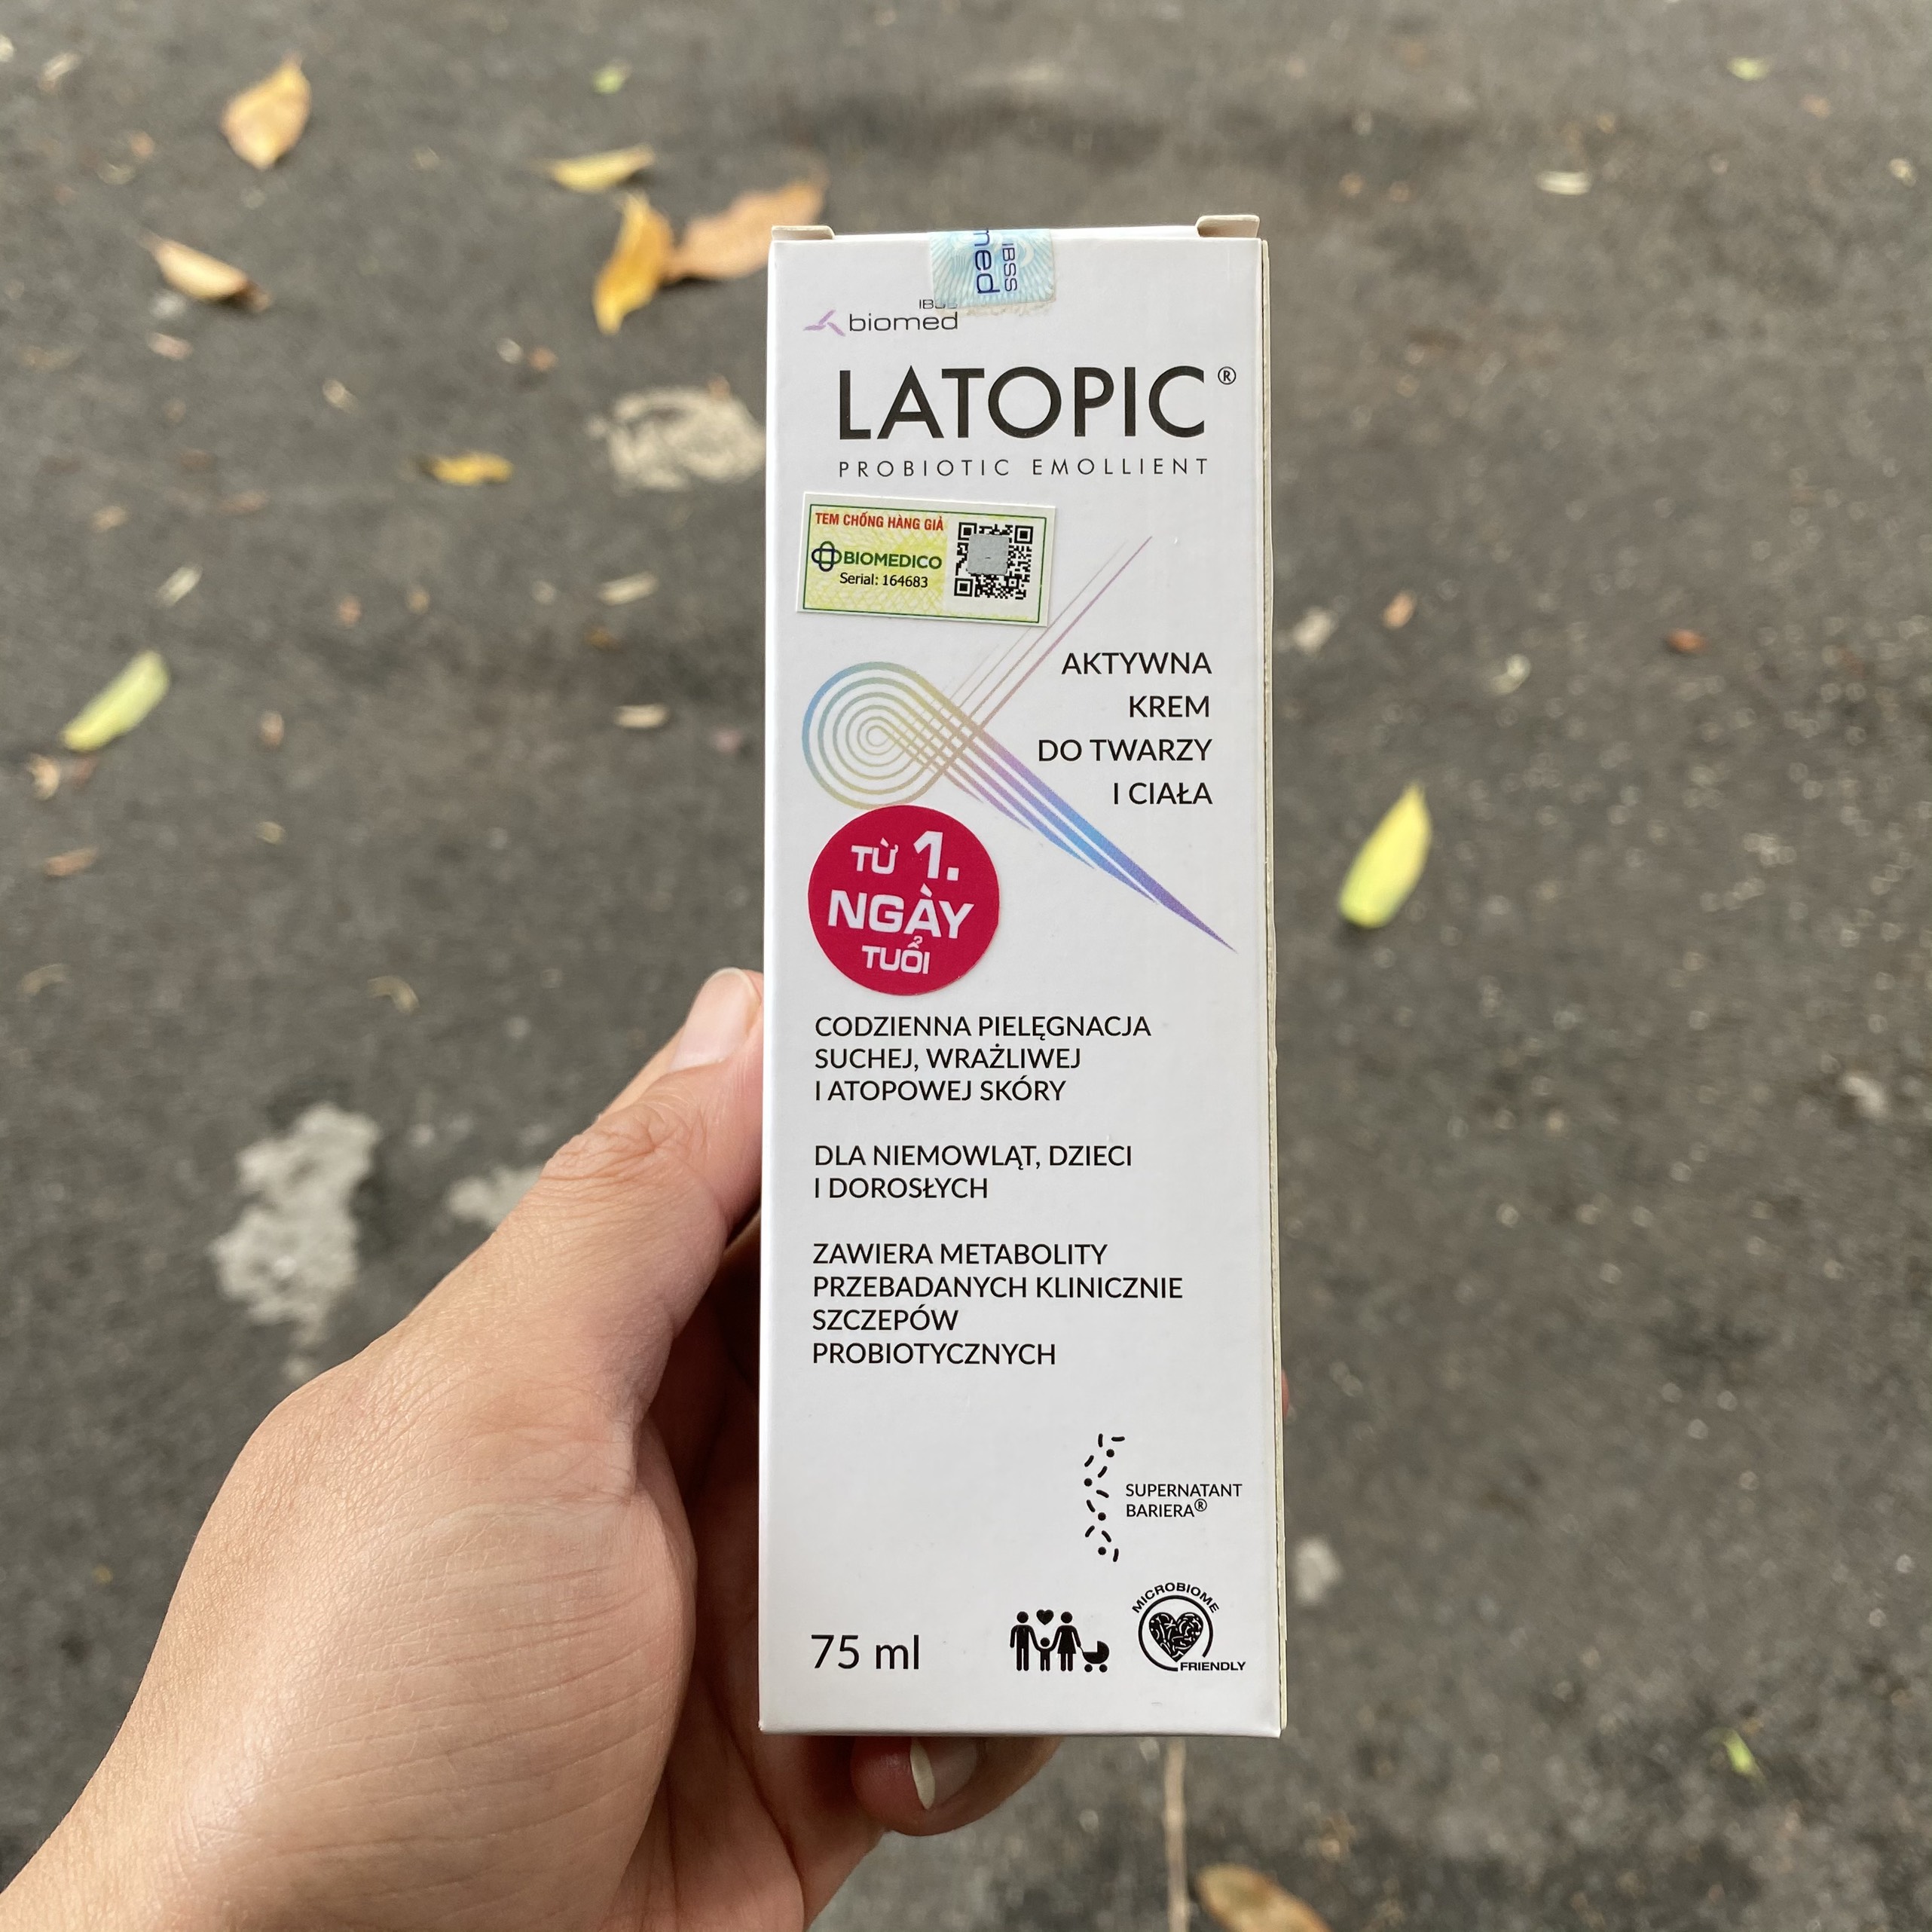 med
IBSS
biomed
LATOPIC®
PROBIOTIC EMOLLIENT
TEM CHỐNG HÀNG GIẢ
BIOMEDICO
Serial: 164683
AKTYWNA
KREM
DO TWARZY
I CIAŁA
TỪ 1.
NGÀY
TUỔI
CODZIENNA PIELĘGNACJA
SUCHEJ, WRAŻLIWEJ
I ATOPOWEJ SKÓRY
DLA NIEMOWLĄT, DZIECI
I DOROSŁYCH
ZAWIERA METABOLITY
PRZEBADANYCH KLINICZNIE
SZCZEPÓW
PROBIOTYCZNYCH
SUPERNATANT
BARIERA®
MICROBIOME
FRIENDLY
75 ml